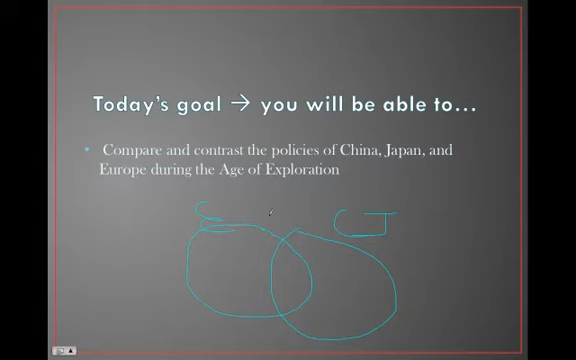 Today's goal → you will be able to...
• Compare and contrast the policies of China, Japan, and
Europe during the Age of Exploration
E
CJ